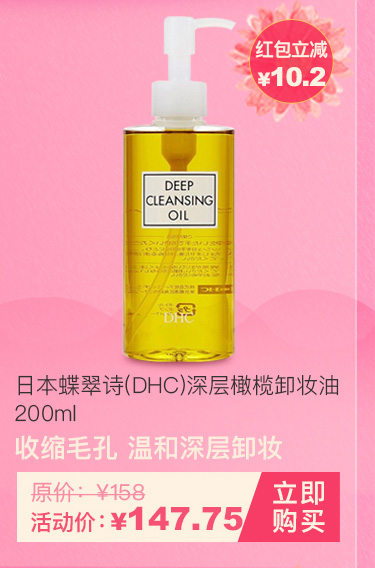 红包立减
¥10.2
DEEP
CLEANSING
OIL
DHC
日本蝶翠诗(DHC)深层橄榄卸妆油
200ml
收缩毛孔 温和深层卸妆
原价：¥158
活动价：¥147.75
立即
购买